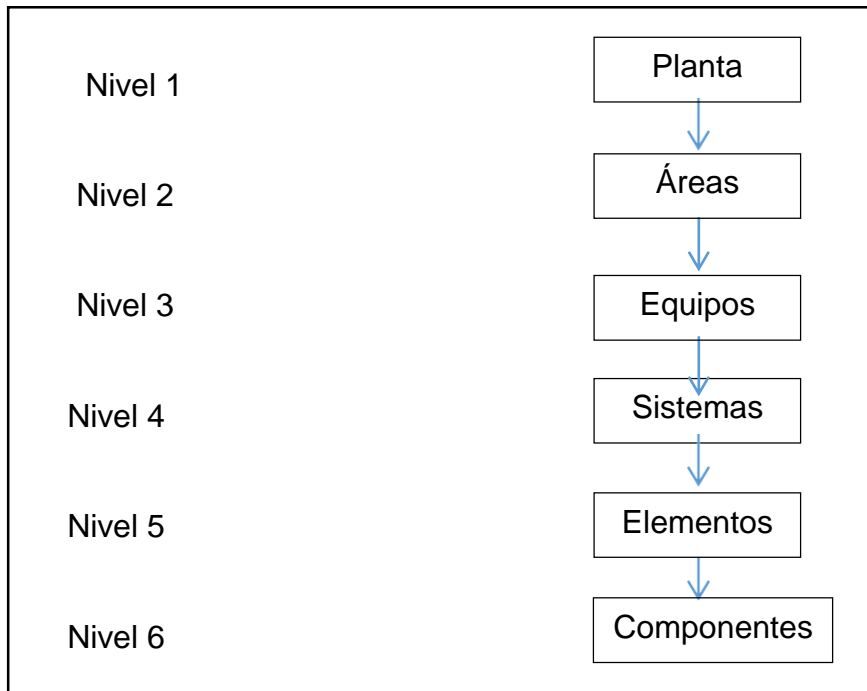 Nivel 1 Planta
Nivel 2 Áreas
Nivel 3 Equipos
Nivel 4 Sistemas
Nivel 5 Elementos
Nivel 6 Componentes